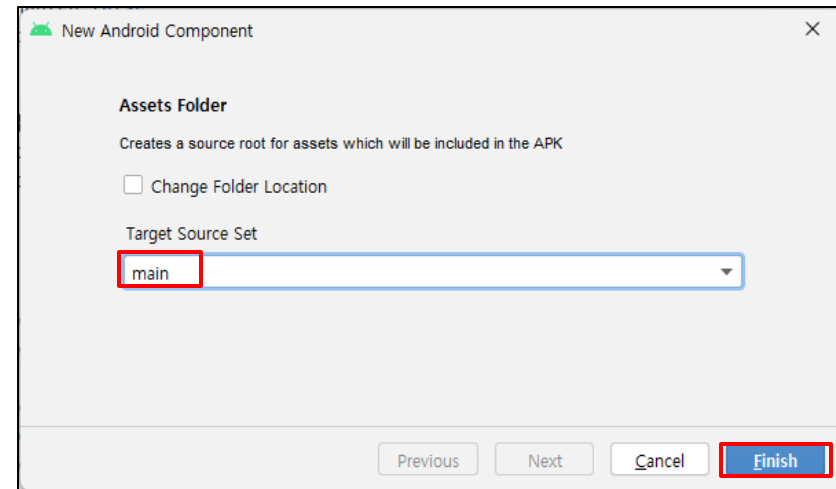 New Android Component
Assets Folder
Creates a source root for assets which will be included in the APK
Change Folder Location
Target Source Set
main
Previous
Next
Cancel
Finish